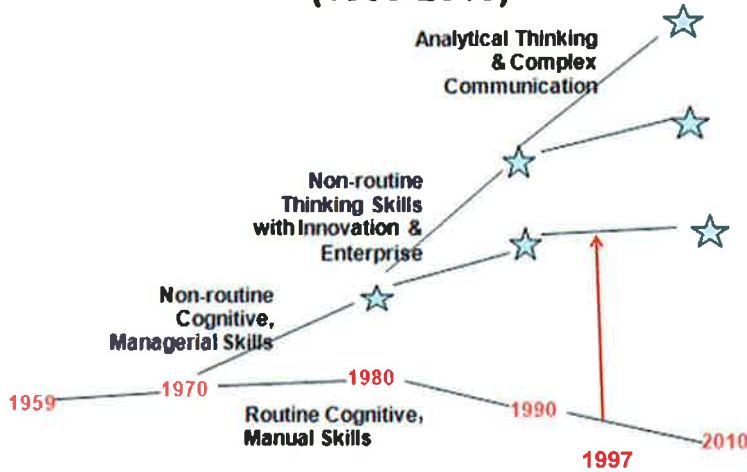 Analytical Thinking
& Complex
Communication
Non-routine
Thinking Skills
with Innovation &
Enterprise
Non-routine
Cognitive,
Managerial Skills
1959
1970
1980
1990
2010
Routine Cognitive,
Manual Skills
1997